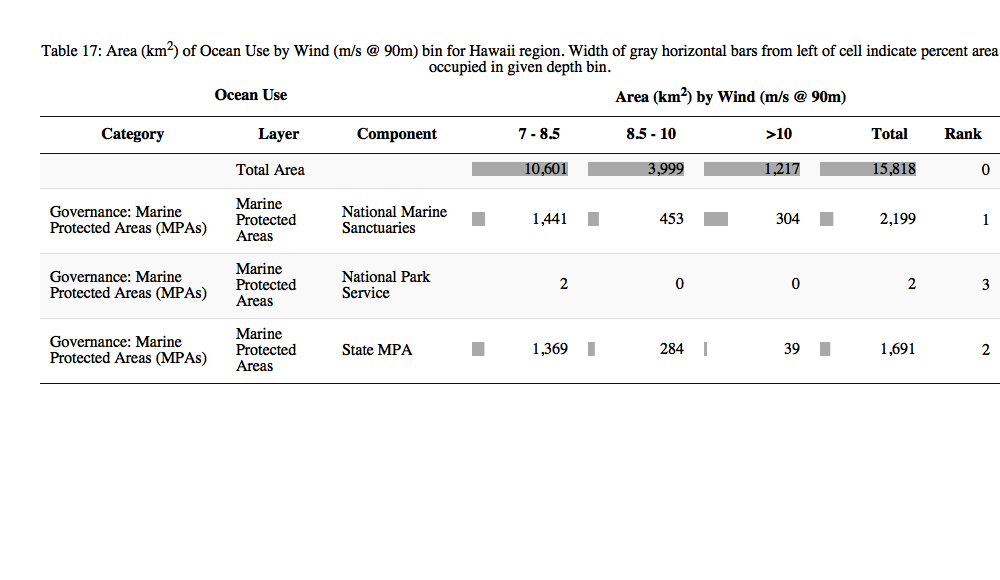 Table 17: Area (km2) of Ocean Use by Wind (m/s @ 90m) bin for Hawaii region. Width of gray horizontal bars from left of cell indicate percent area
occupied in given depth bin.
Ocean Use Area (km2) by Wind (m/s @ 90m)
Category Layer Component 7 - 8.5 8.5 - 10 >10 Total Rank
Total Area 10,601 3,999 1,217 15,818 0
Governance: Marine
Protected Areas (MPAs)
Marine
Protected
Areas
National Marine
Sanctuaries
1,441 453 304 2,199 1
Governance: Marine
Protected Areas (MPAs)
Marine
Protected
Areas
National Park
Service
2 0 0 2 3
Governance: Marine
Protected Areas (MPAs)
Marine
Protected
Areas
State MPA
1,369 284 39 1,691 2